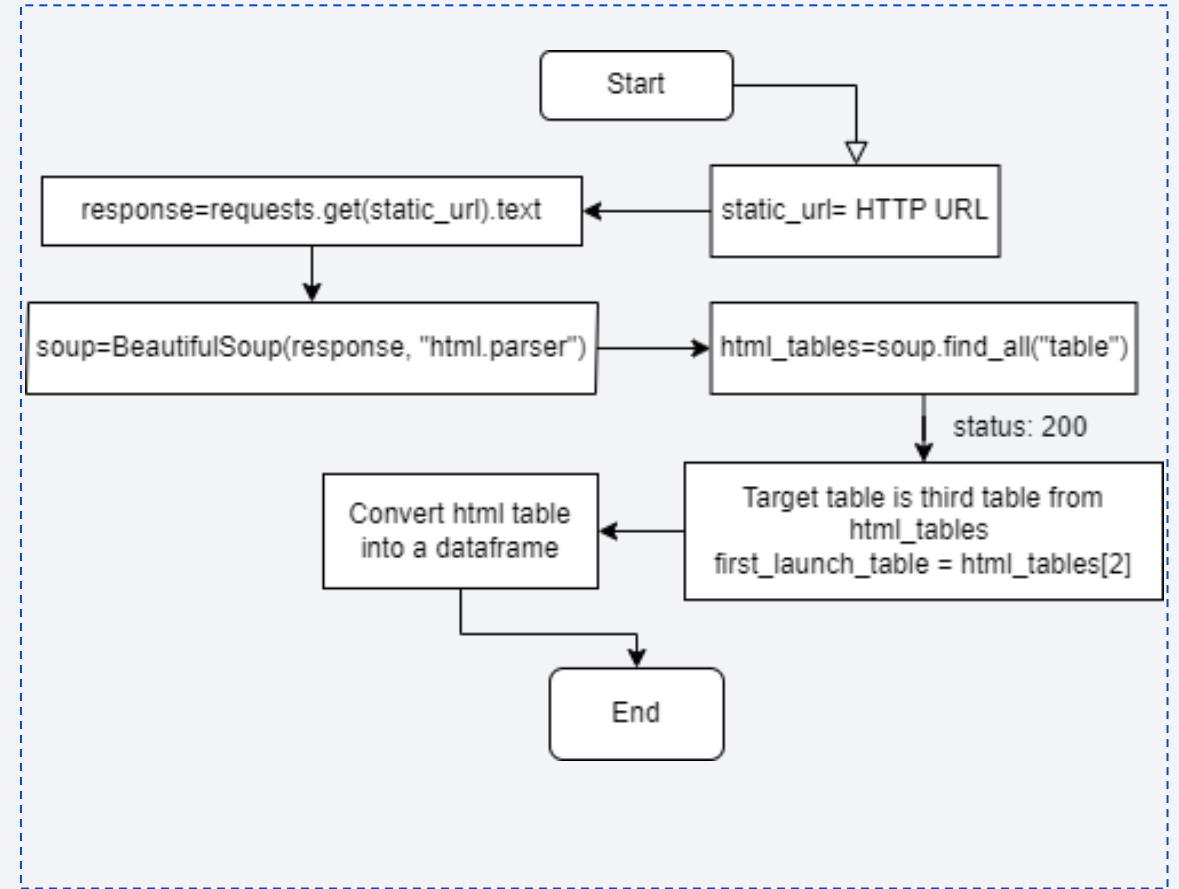 Start
static_url= HTTP URL
response=requests.get(static_url).text
soup=BeautifulSoup(response, "html.parser")
html_tables=soup.find_all("table")
status: 200
Target table is third table from
html_tables
first_launch_table = html_tables[2]
Convert html table
into a dataframe
End